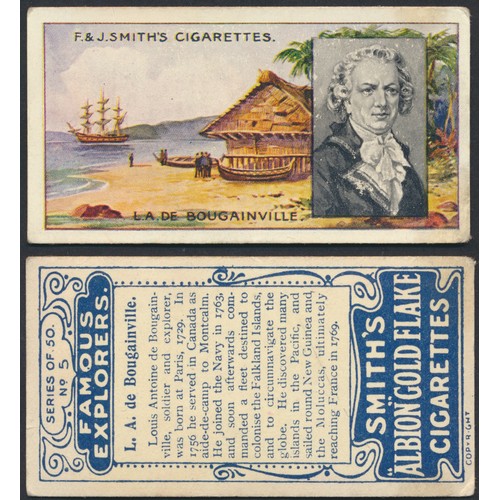 F. & J. SMITH'S CIGARETTES.
L. A. DE BOUGAINVILLE.
SERIES OF 50.
Nº 5
FAMOUS
EXPLORERS.
L. A. de Bougainville.
Louis Antoine de Bougain-
ville, soldier and explorer,
was born at Paris, 1729. In
1756 he served in Canada as
aide-de-camp to Montcalm.
He joined the Navy in 1763,
and soon afterwards com-
manded a fleet destined to
colonise the Falkland Islands,
and to circumnavigate the
globe. He discovered many
islands in the Pacific, and
sailed round New Guinea and
the Moluccas, ultimately
reaching France in 1769.
SMITH'S
"ALBION GOLD FLAKE"
CIGARETTES
COPYRIGHT